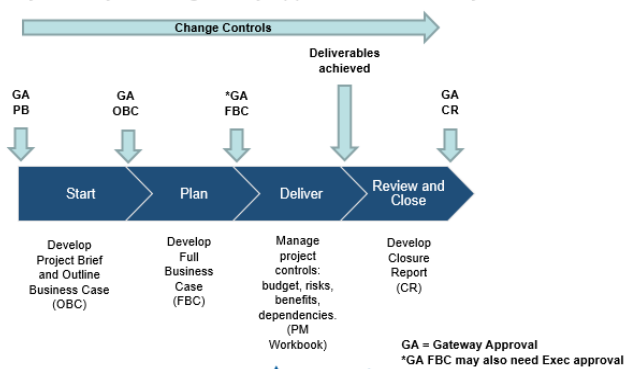 Change Controls
Deliverables
achieved
GA
PB
GA
OBC
*GA
FBC
GA
CR
Start
Plan
Deliver
Review and
Close
Develop
Project Brief
and Outline
Business Case
(OBC)
Develop
Full
Business
Case
(FBC)
Manage
project
controls:
budget, risks,
benefits,
dependencies.
(PM
Workbook)
Develop
Closure
Report
(CR)
GA = Gateway Approval
*GA FBC may also need Exec approval